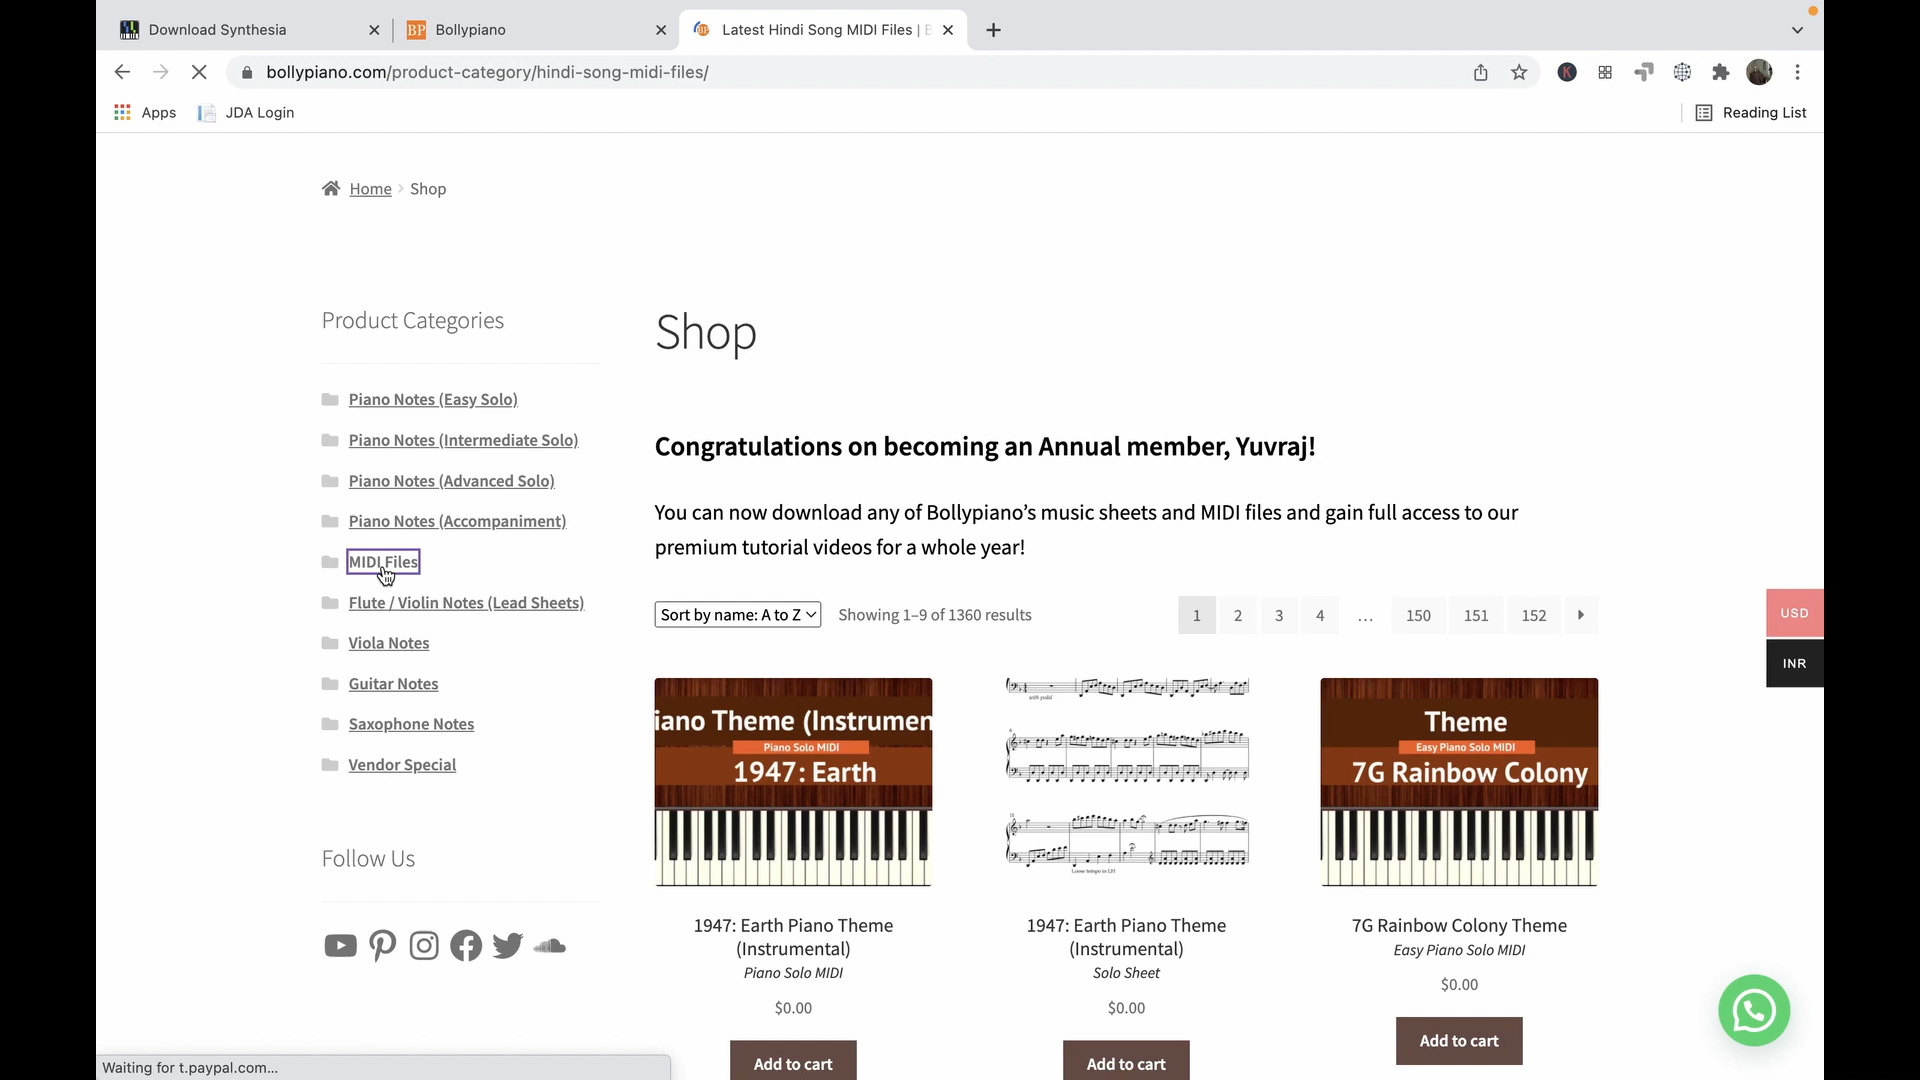 Download Synthesia
BP Bollypiano
Latest Hindi Song MIDI Files | B
bollypiano.com/product-category/hindi-song-midi-files/
K
Apps
JDA Login
Reading List
Home
Shop
Product Categories
Piano Notes (Easy Solo)
Piano Notes (Intermediate Solo)
Piano Notes (Advanced Solo)
Piano Notes (Accompaniment)
MIDI Files
Flute / Violin Notes (Lead Sheets)
Viola Notes
Guitar Notes
Saxophone Notes
Vendor Special
Follow Us
Shop
Congratulations on becoming an Annual member, Yuvraj!
You can now download any of Bollypiano’s music sheets and MIDI files and gain full access to our
premium tutorial videos for a whole year!
Sort by name: A to Z
Showing 1–9 of 1360 results
1 2 3 4 … 150 151 152
iano Theme (Instrumen
Piano Solo MIDI
1947: Earth
1947: Earth Piano Theme
(Instrumental)
Piano Solo MIDI
$0.00
Add to cart
with pedal
Loose tempo in LH
1947: Earth Piano Theme
(Instrumental)
Solo Sheet
$0.00
Add to cart
Theme
Easy Piano Solo MIDI
7G Rainbow Colony
7G Rainbow Colony Theme
Easy Piano Solo MIDI
$0.00
Add to cart
USD
INR
Waiting for t.paypal.com...